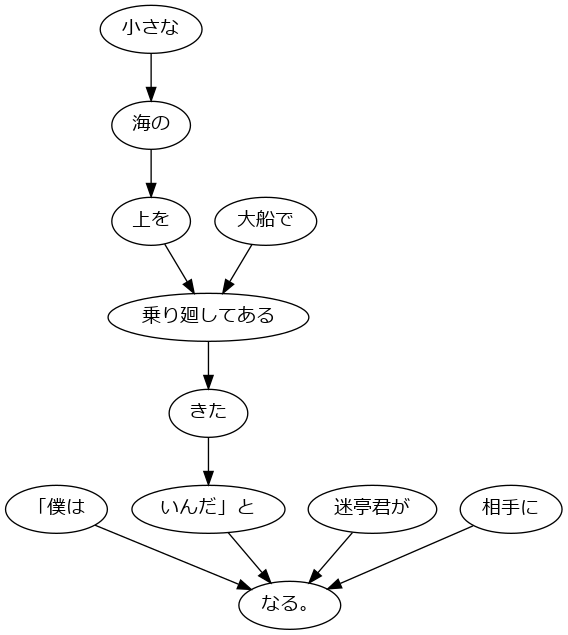 小さな
海の
上を
大船で
乗り廻してある
きた
「僕は
いんだ」と
迷亭君が
相手に
なる。